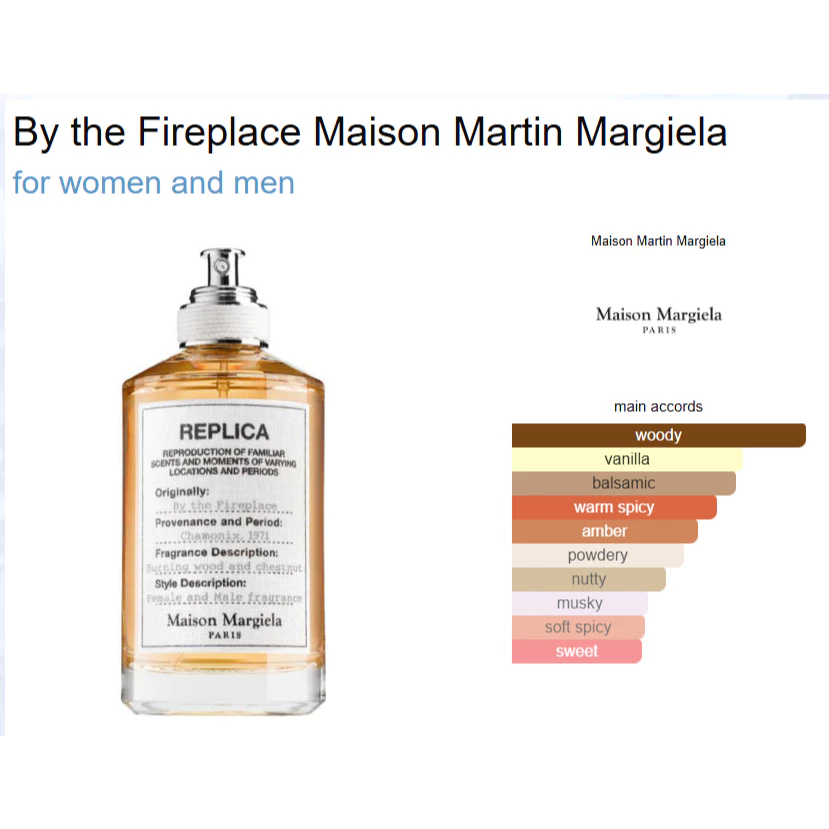 By the Fireplace Maison Martin Margiela
for women and men
REPLICA
REPRODUCTION OF FAMILIAR
SCENTS AND MOMENTS OF VARYING
LOCATIONS AND PERIODS
Originally:
By the Fireplace
Provenance and Period:
Chamonix, 1971
Fragrance Description:
Burning wood and chestnut
Style Description:
Female and Male fragrance
Maison Margiela
PARIS
Maison Martin Margiela
Maison Margiela
PARIS
main accords
woody
vanilla
balsamic
warm spicy
amber
powdery
nutty
musky
soft spicy
sweet